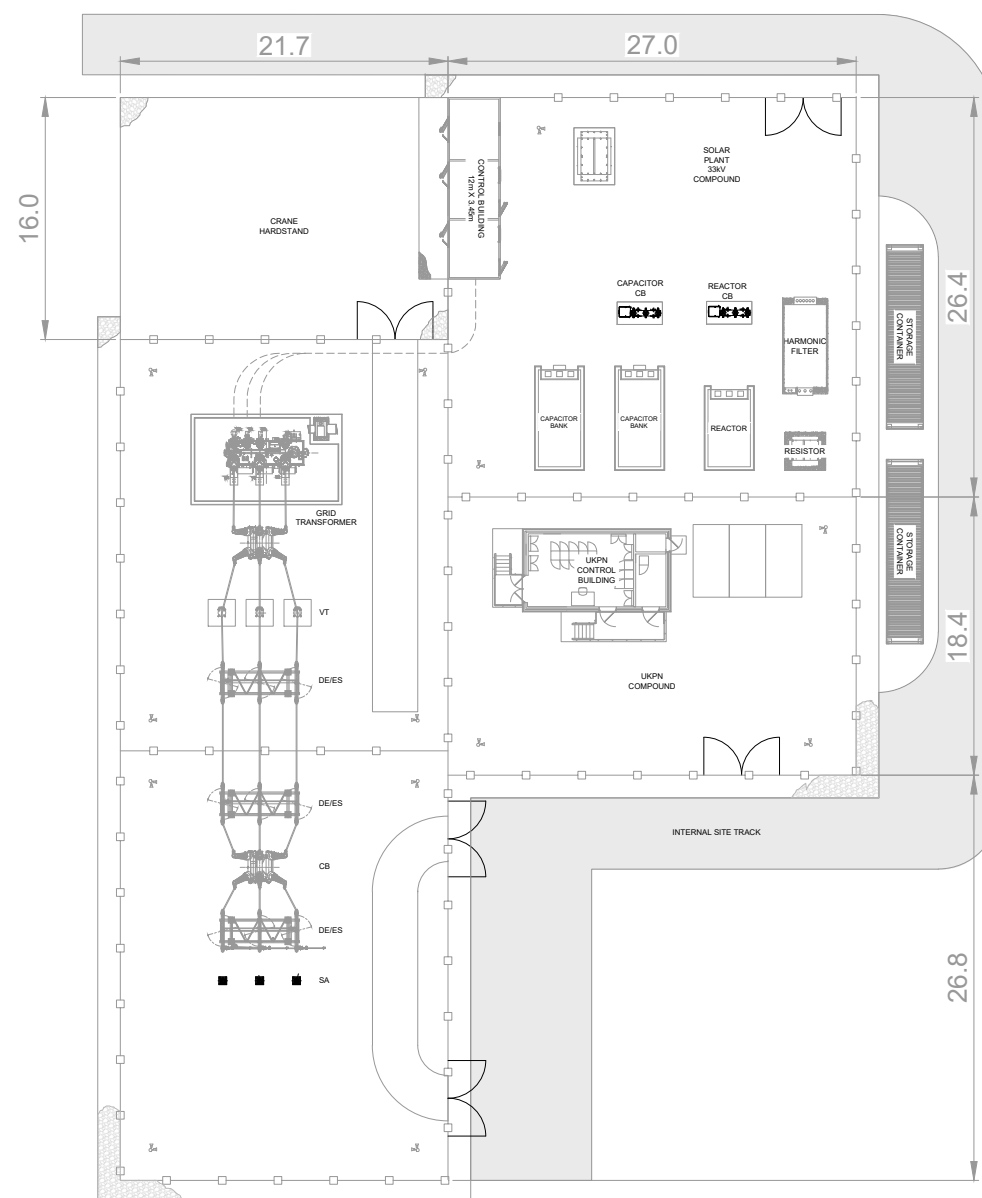 21.7
27.0
16.0
CRANE
HARDSTAND
CONTROL BUILDING
12m X 3.45m
SOLAR
PLANT
33kV
COMPOUND
26.4
CAPACITOR
CB
REACTOR
CB
HARMONIC
FILTER
STORAGE
CONTAINER
CAPACITOR
BANK
CAPACITOR
BANK
REACTOR
RESISTOR
GRID
TRANSFORMER
UKPN
CONTROL
BUILDING
STORAGE
CONTAINER
VT
18.4
DE/ES
UKPN
COMPOUND
DE/ES
INTERNAL SITE TRACK
CB
DE/ES
26.8
SA